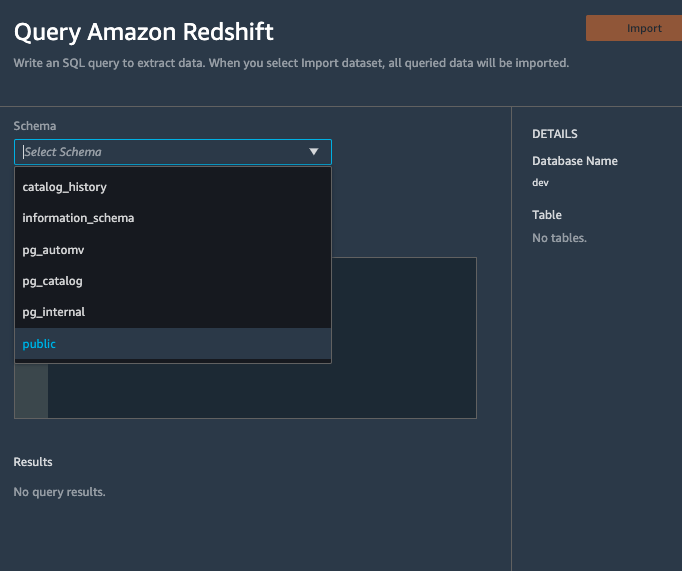 Query Amazon Redshift
Import
Write an SQL query to extract data. When you select Import dataset, all queried data will be imported.
Schema
Select Schema
catalog_history
information_schema
pg_automv
pg_catalog
pg_internal
public
Results
No query results.
DETAILS
Database Name
dev
Table
No tables.